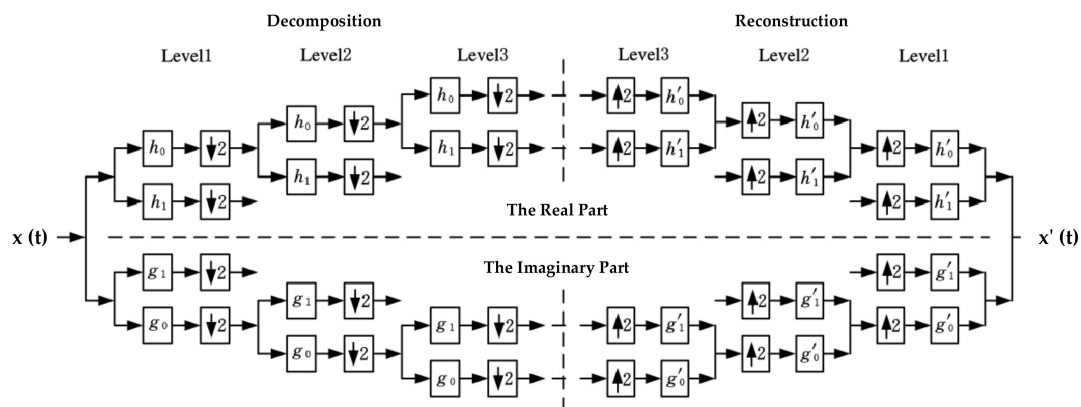 Decomposition Reconstruction
Level1 Level2 Level3 Level3 Level2 Level1
h₀ ↓2 ↑2 h′₀
h₀ ↓2 ↑2 h′₀
h₀ ↓2 h₁ ↓2 ↑2 h′₁ ↑2 h′₀
h₁ ↓2 ↑2 h′₁
h₁ ↓2 ↑2 h′₁
The Real Part
x (t) x' (t)
The Imaginary Part
g₁ ↓2 ↑2 g′₁
g₁ ↓2 ↑2 g′₁
g₀ ↓2 g₁ ↓2 ↑2 g′₁ ↑2 g′₀
g₀ ↓2 ↑2 g′₀
g₀ ↓2 ↑2 g′₀